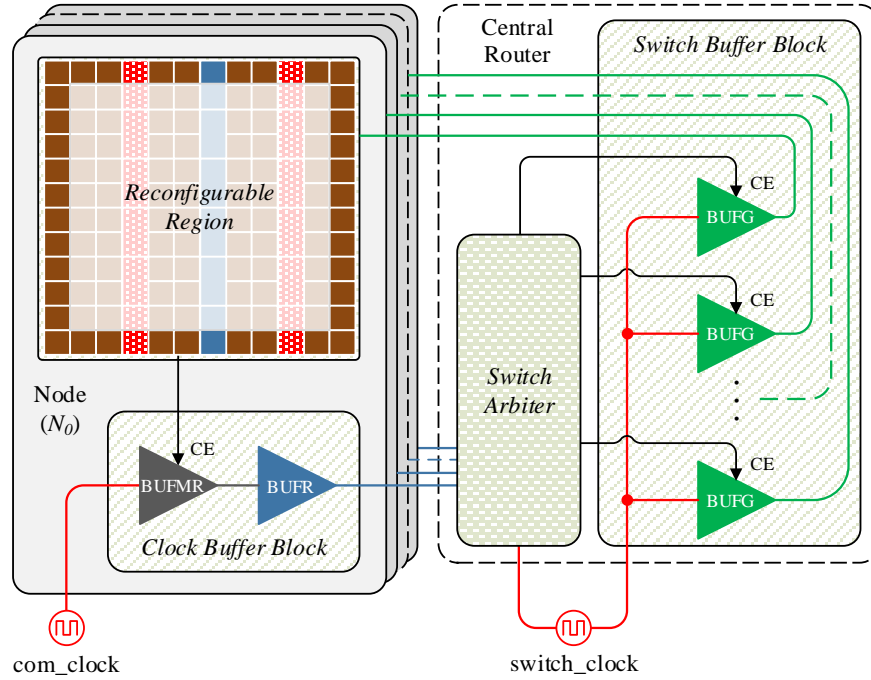 Reconfigurable
Region
Node
(N0)
CE
BUFMR
BUFR
Clock Buffer Block
com_clock
Central
Router
Switch Buffer Block
CE
BUFG
CE
BUFG
Switch
Arbiter
CE
BUFG
switch_clock